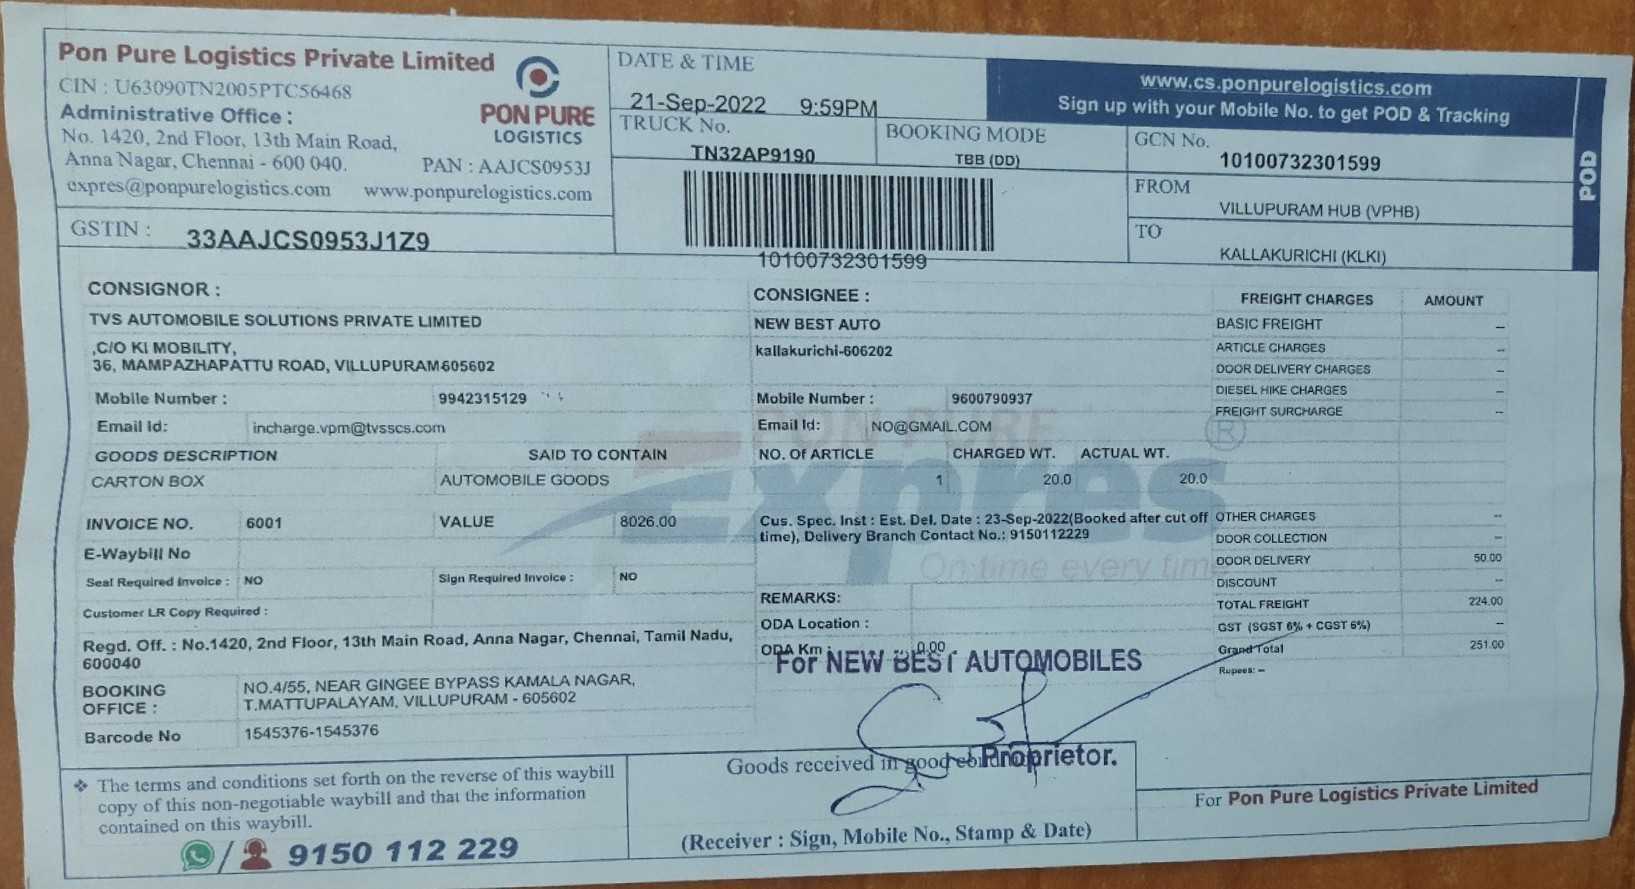 Pon Pure Logistics Private Limited
CIN : U63090TN2005PTC56468
Administrative Office :
No. 1420, 2nd Floor, 13th Main Road,
Anna Nagar, Chennai - 600 040.
PAN : AAJCS0953J
expres@ponpurelogistics.com www.ponpurelogistics.com
PON PURE
LOGISTICS
GSTIN : 33AAJCS0953J1Z9
DATE & TIME
21-Sep-2022 9:59PM
TRUCK No.
TN32AP9190
BOOKING MODE
TBB (DD)
www.cs.ponpurelogistics.com
Sign up with your Mobile No. to get POD & Tracking
GCN No.
10100732301599
FROM
VILLUPURAM HUB (VPHB)
TO
KALLAKURICHI (KLKI)
POD
10100732301599
CONSIGNOR :
TVS AUTOMOBILE SOLUTIONS PRIVATE LIMITED
,C/O KI MOBILITY,
36, MAMPAZHAPATTU ROAD, VILLUPURAM605602
Mobile Number : 9942315129
Email Id: incharge.vpm@tvsscs.com
GOODS DESCRIPTION SAID TO CONTAIN
CARTON BOX AUTOMOBILE GOODS
INVOICE NO. 6001 VALUE 8026.00
E-Waybill No
Seal Required Invoice : NO Sign Required Invoice : NO
Customer LR Copy Required :
Regd. Off. : No.1420, 2nd Floor, 13th Main Road, Anna Nagar, Chennai, Tamil Nadu,
600040
BOOKING
OFFICE :
NO.4/55, NEAR GINGEE BYPASS KAMALA NAGAR,
T.MATTUPALAYAM, VILLUPURAM - 605602
Barcode No 1545376-1545376
CONSIGNEE :
NEW BEST AUTO
kallakurichi-606202
Mobile Number : 9600790937
Email Id: NO@GMAIL.COM
NO. Of ARTICLE CHARGED WT. ACTUAL WT.
1 20.0 20.0
Cus. Spec. Inst : Est. Del. Date : 23-Sep-2022(Booked after cut off
time), Delivery Branch Contact No.: 9150112229
REMARKS:
ODA Location :
ODA Km : 0.00
PON PURE
Expres
®
On time every time
FREIGHT CHARGES AMOUNT
BASIC FREIGHT --
ARTICLE CHARGES --
DOOR DELIVERY CHARGES --
DIESEL HIKE CHARGES --
FREIGHT SURCHARGE --
OTHER CHARGES --
DOOR COLLECTION --
DOOR DELIVERY 50.00
DISCOUNT --
TOTAL FREIGHT 224.00
GST (SGST 6% + CGST 6%) --
Grand Total 251.00
Rupees: --
For NEW BEST AUTOMOBILES
Proprietor.
❖ The terms and conditions set forth on the reverse of this waybill
copy of this non-negotiable waybill and that the information
contained on this waybill.
/ 9150 112 229
Goods received in good condition
(Receiver : Sign, Mobile No., Stamp & Date)
For Pon Pure Logistics Private Limited